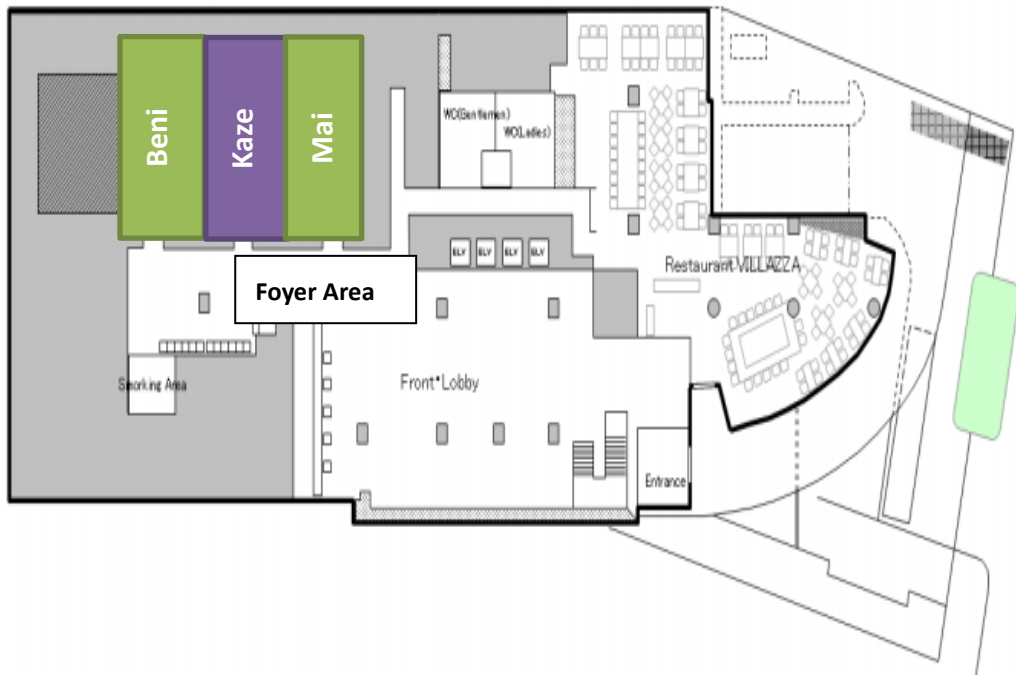 Beni
Kaze
Mai
WC(Gentlemen)
WC(Ladies)
ELV
ELV
ELV
ELV
Restaurant VILLAZZA
Foyer Area
Front*Lobby
Smorking Area
Entrance